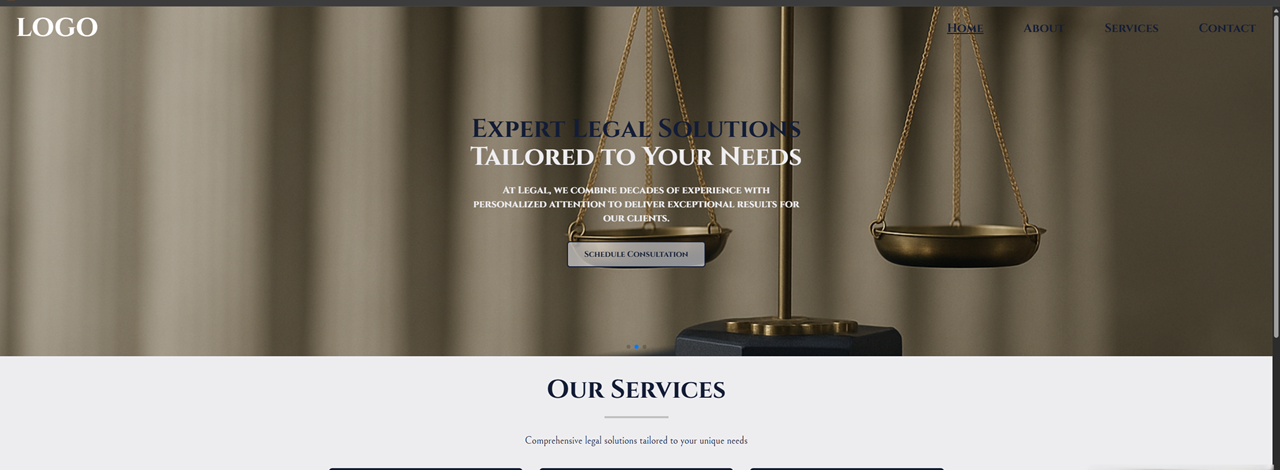 LOGO
Home About Services Contact
Expert Legal Solutions
Tailored to Your Needs
At Legal, we combine decades of experience with
personalized attention to deliver exceptional results for
our clients.
Schedule Consultation
Our Services
Comprehensive legal solutions tailored to your unique needs